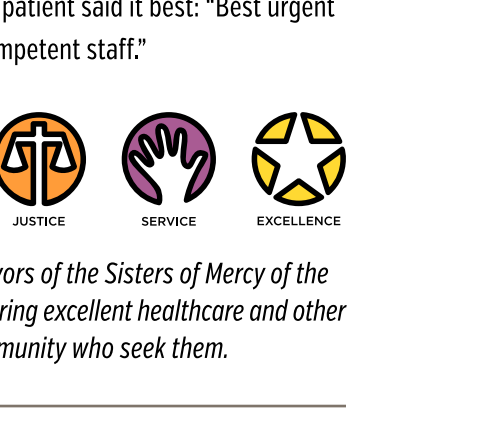 patient said it best: “Best urgent
mpetent staff.”
JUSTICE SERVICE EXCELLENCE
vors of the Sisters of Mercy of the
ring excellent healthcare and other
munity who seek them.